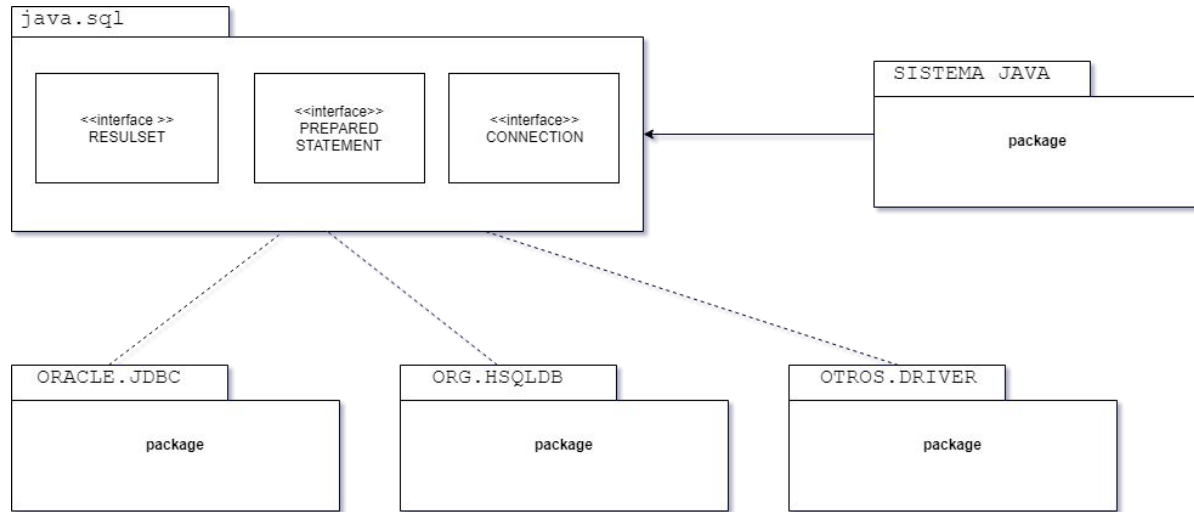 java.sql
<<interface >>
RESULSET
<<interface>>
PREPARED
STATEMENT
<<interface>>
CONNECTION
SISTEMA JAVA
package
ORACLE.JDBC
package
ORG.HSQLDB
package
OTROS.DRIVER
package